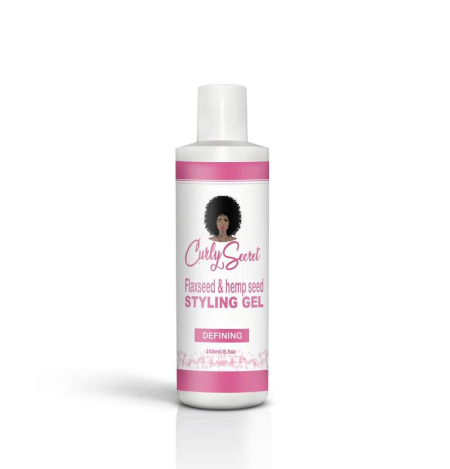 Curly Secret
Flaxseed & hemp seed
STYLING GEL
DEFINING
250ml/8.5oz